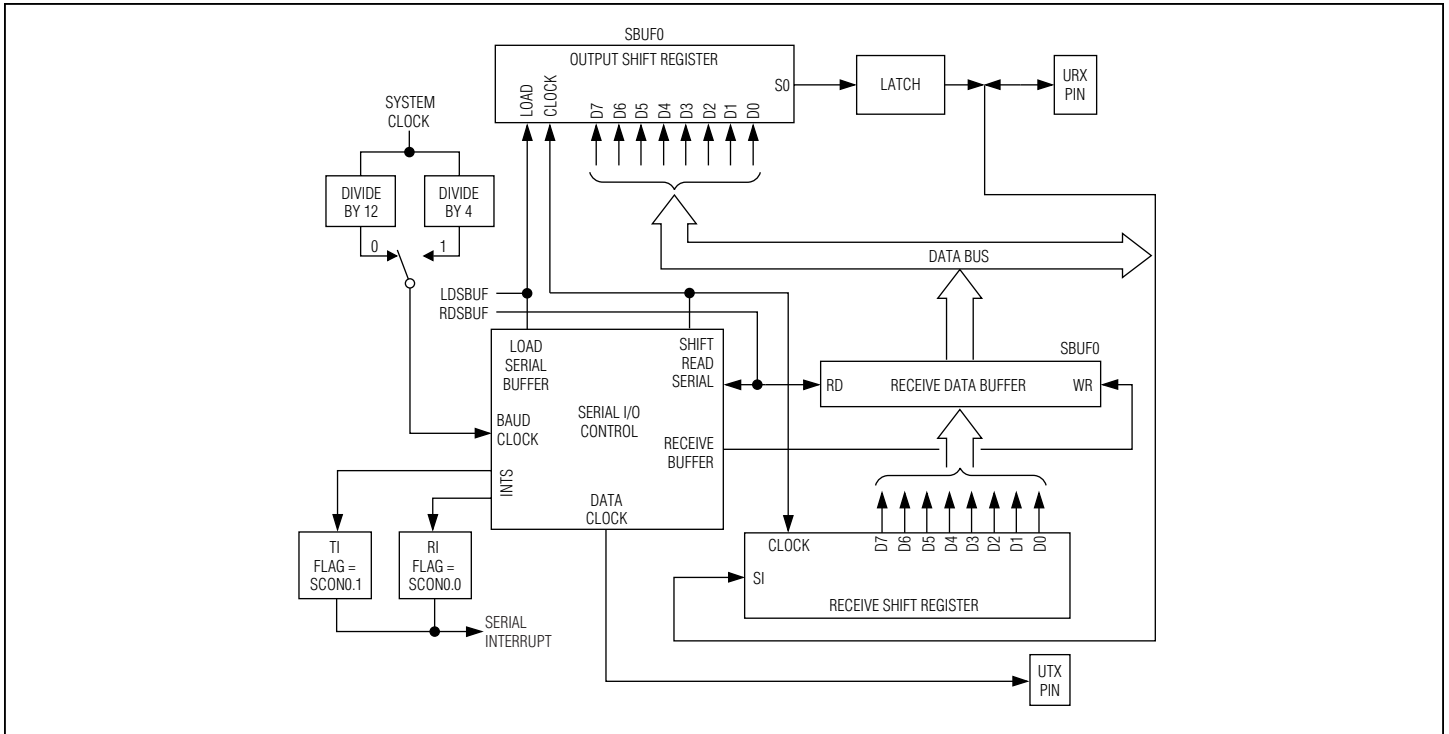 SBUF0
OUTPUT SHIFT REGISTER
LOAD
CLOCK
D7
D6
D5
D4
D3
D2
D1
D0
S0
LATCH
URX
PIN
SYSTEM
CLOCK
DIVIDE
BY 12
DIVIDE
BY 4
0
1
DATA BUS
LDSBUF
RDSBUF
LOAD
SERIAL
BUFFER
SHIFT
READ
SERIAL
BAUD
CLOCK
SERIAL I/O
CONTROL
RECEIVE
BUFFER
INTS
DATA
CLOCK
SBUF0
RD
RECEIVE DATA BUFFER
WR
TI
FLAG =
SCON0.1
RI
FLAG =
SCON0.0
SERIAL
INTERRUPT
CLOCK
D7
D6
D5
D4
D3
D2
D1
D0
SI
RECEIVE SHIFT REGISTER
UTX
PIN